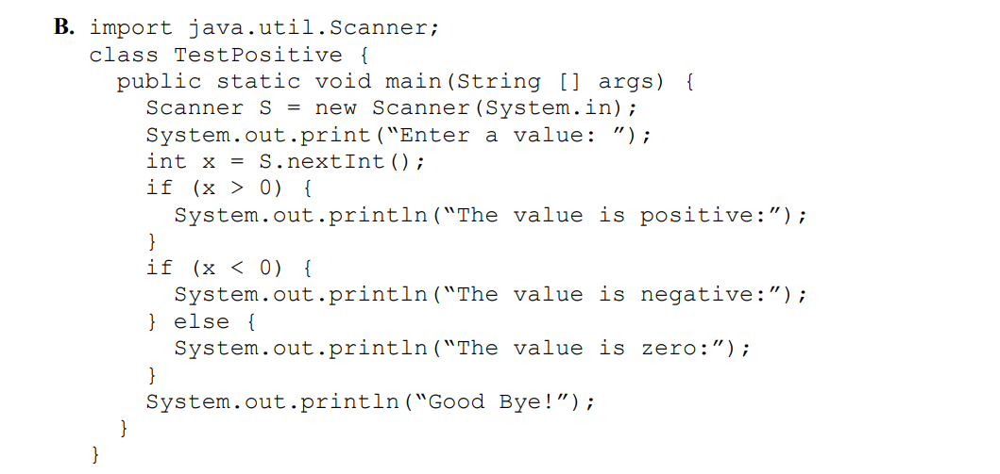 B. import java.util.Scanner;
class TestPositive {
public static void main(String [] args) {
Scanner S = new Scanner(System.in);
System.out.print(“Enter a value: ”);
int x = S.nextInt();
if (x > 0) {
System.out.println(“The value is positive:”);
}
if (x < 0) {
System.out.println(“The value is negative:”);
} else {
System.out.println(“The value is zero:”);
}
System.out.println(“Good Bye!”);
}
}